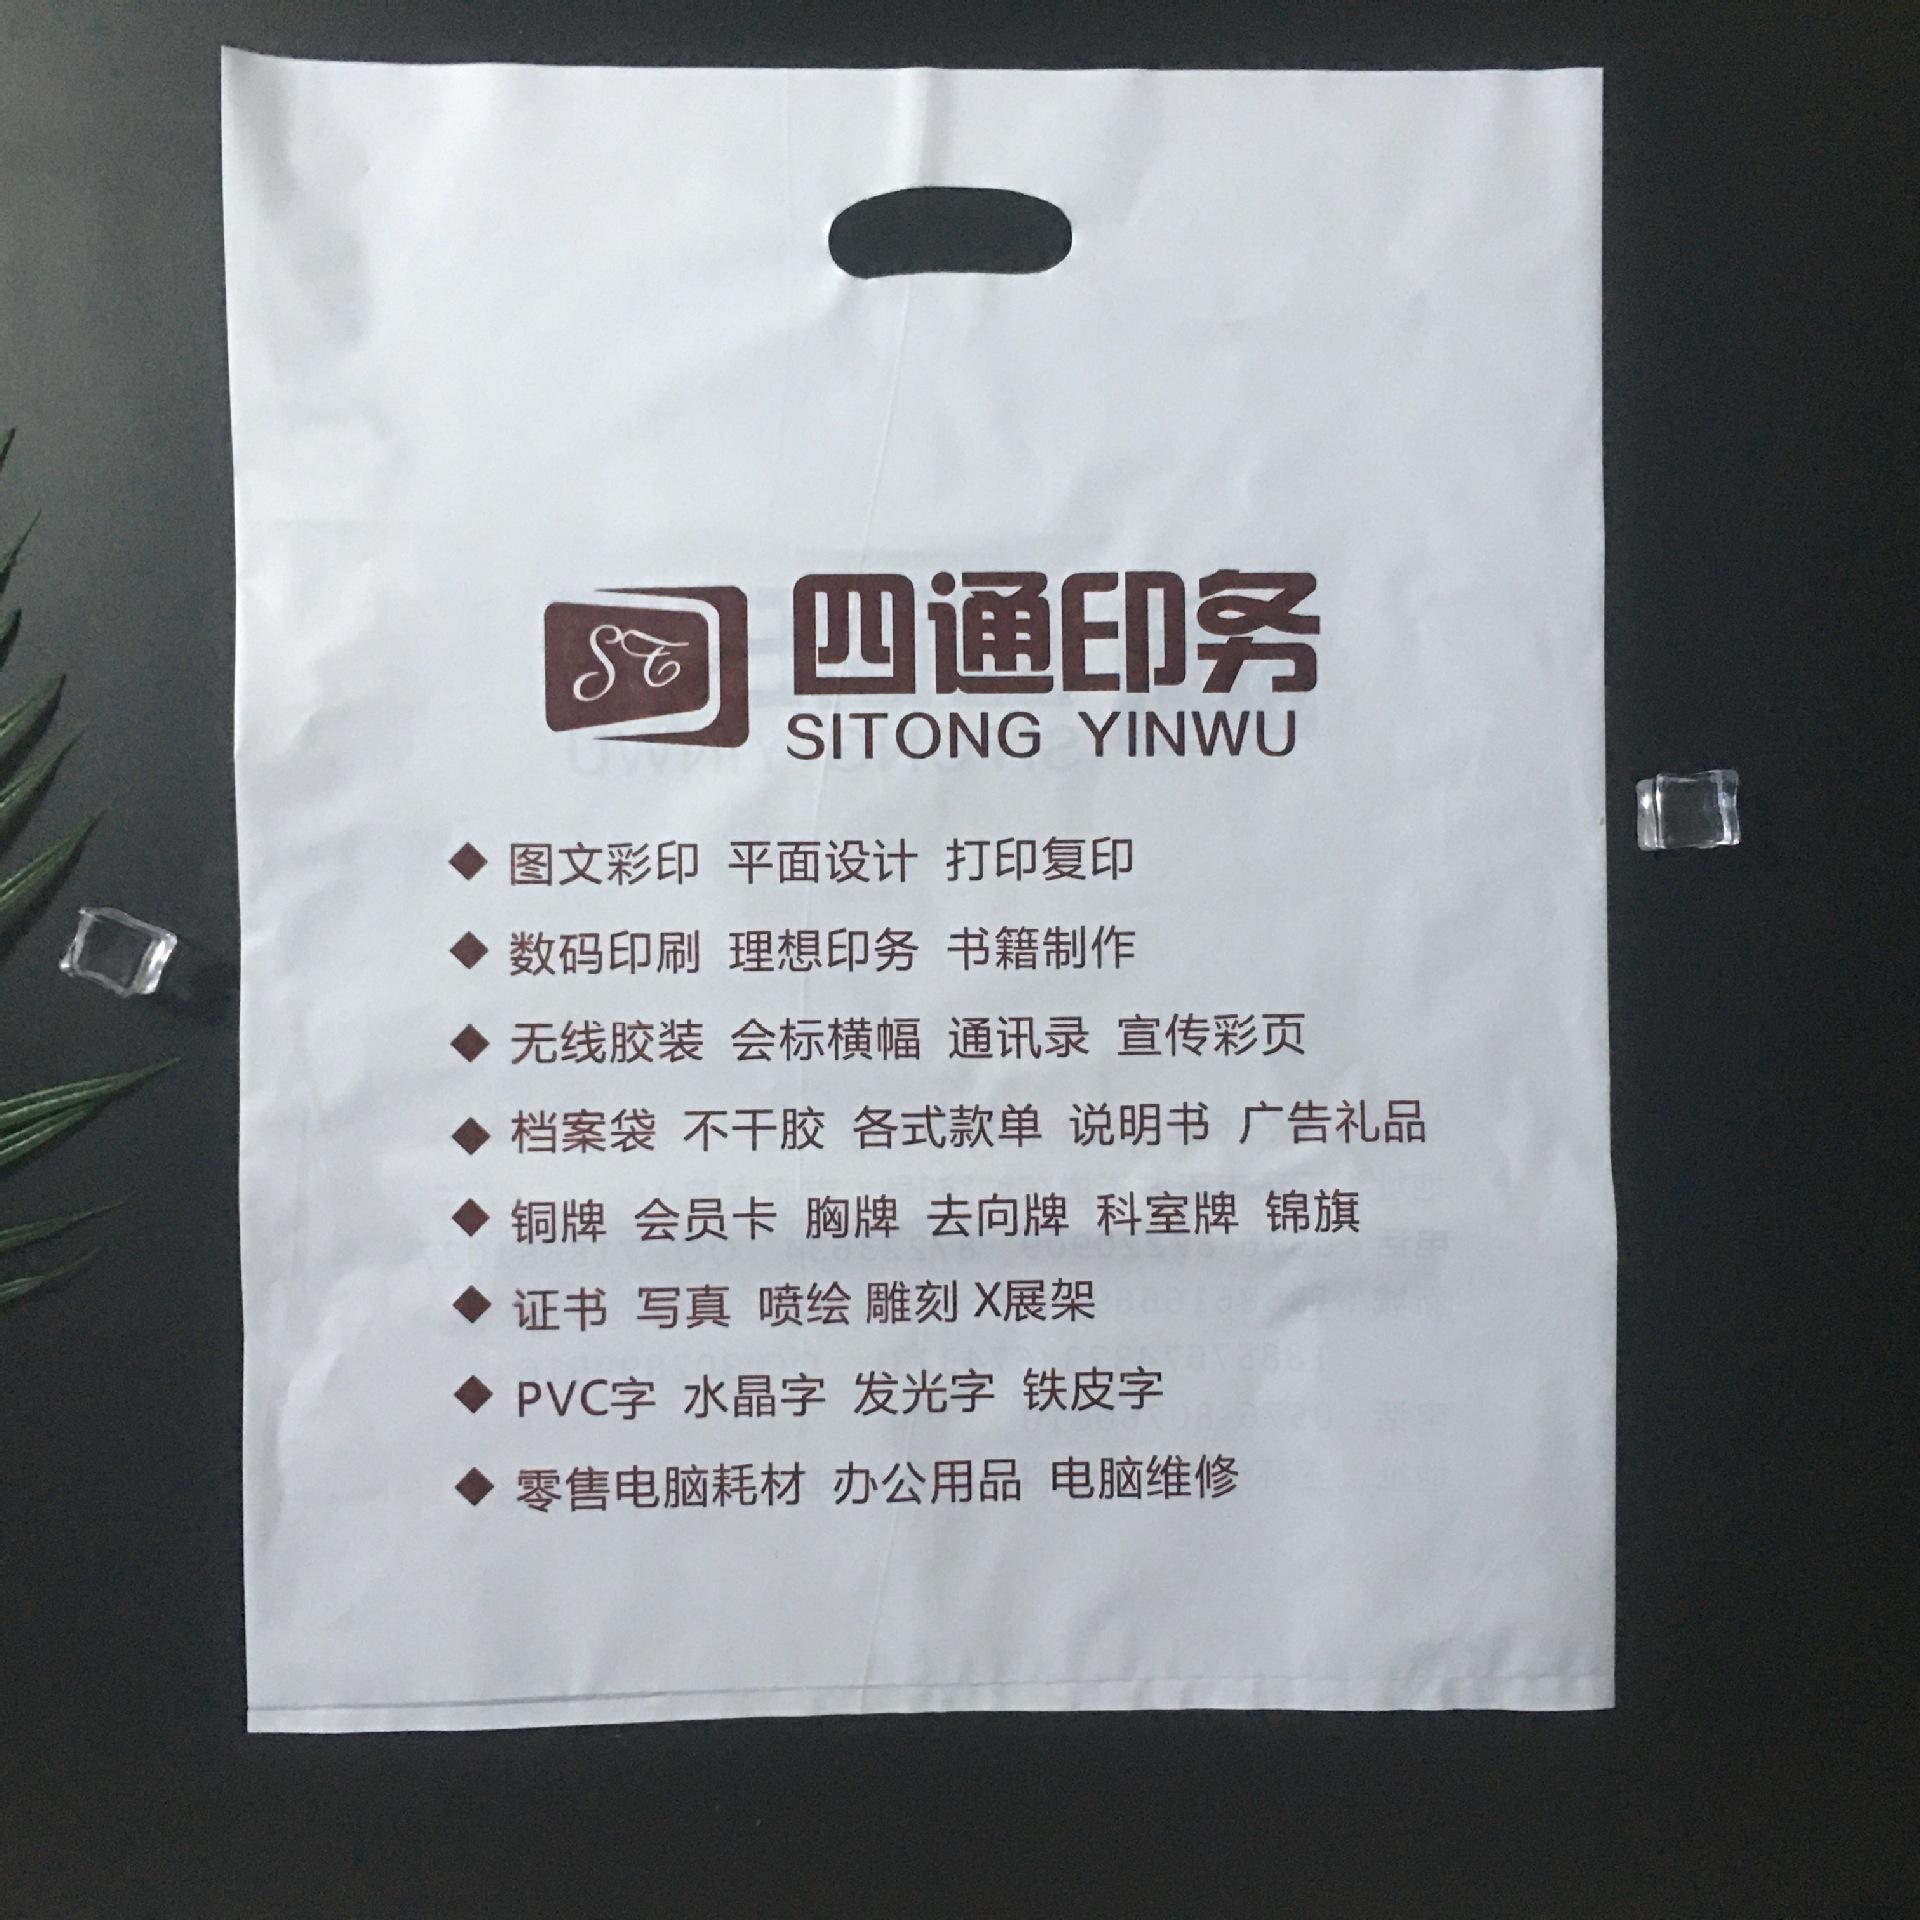 ST 四通印务
SITONG YINWU
◆ 图文彩印 平面设计 打印复印
◆ 数码印刷 理想印务 书籍制作
◆ 无线胶装 会标横幅 通讯录 宣传彩页
◆ 档案袋 不干胶 各式款单 说明书 广告礼品
◆ 铜牌 会员卡 胸牌 去向牌 科室牌 锦旗
◆ 证书 写真 喷绘 雕刻 X展架
◆ PVC字 水晶字 发光字 铁皮字
◆ 零售电脑耗材 办公用品 电脑维修